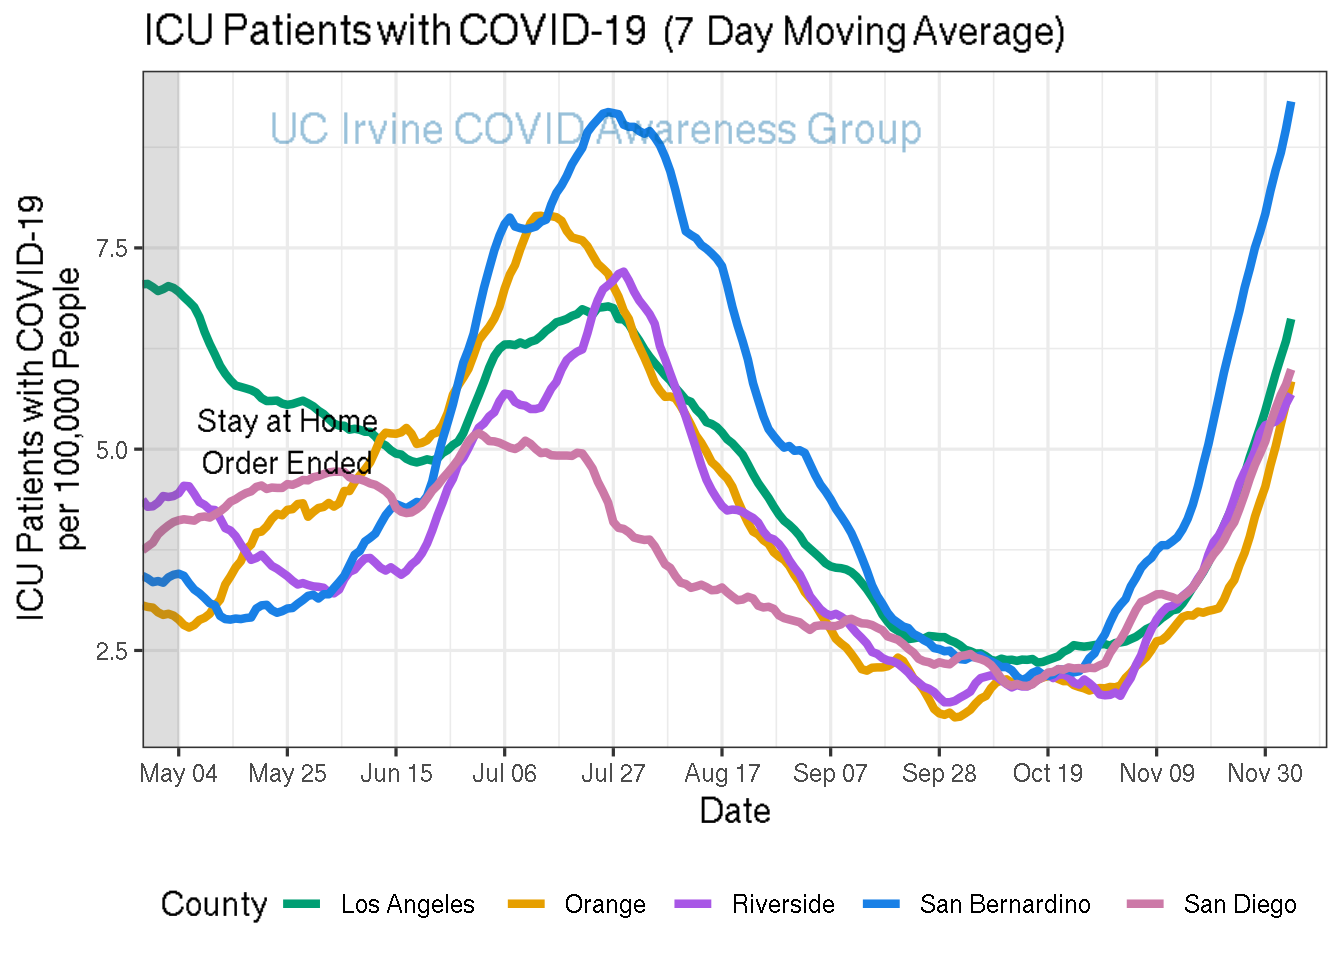 ICU Patients with COVID-19 (7 Day Moving Average)
UC Irvine COVID Awareness Group
ICU Patients with COVID-19
per 100,000 People
7.5
5.0
2.5
Stay at Home
Order Ended
May 04 May 25 Jun 15 Jul 06 Jul 27 Aug 17 Sep 07 Sep 28 Oct 19 Nov 09 Nov 30
Date
County Los Angeles Orange Riverside San Bernardino San Diego